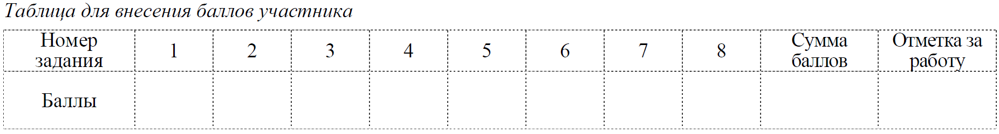 Таблица для внесения баллов участника
Номер задания 1 2 3 4 5 6 7 8 Сумма баллов Отметка за работу
Баллы